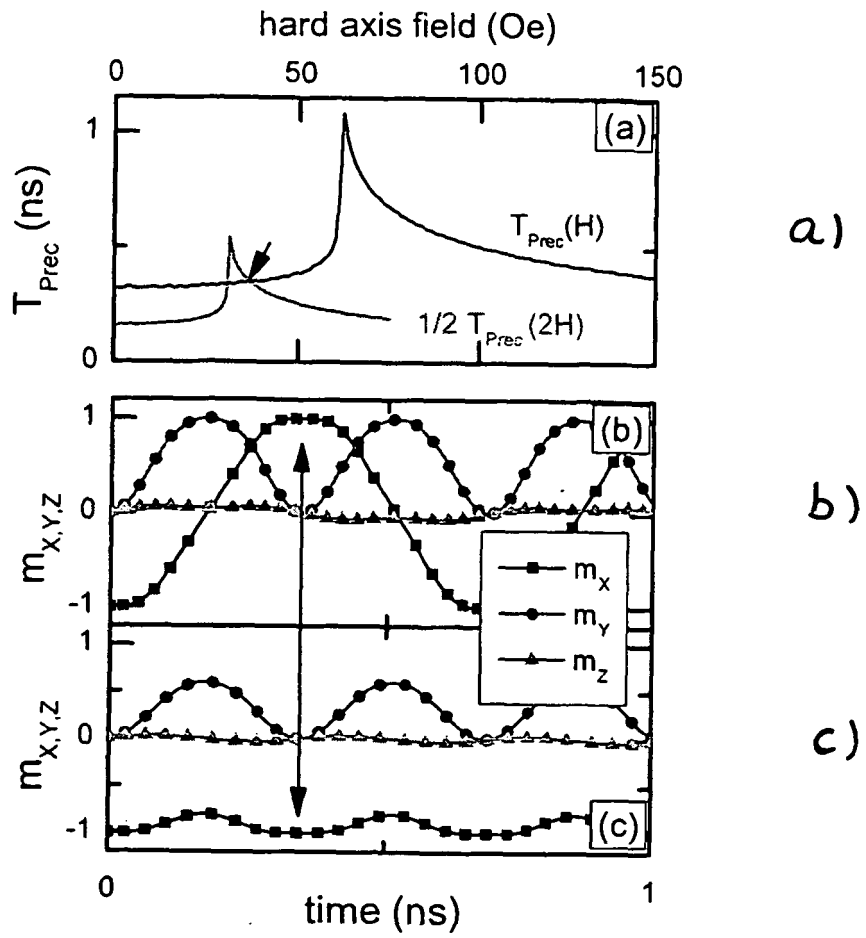 hard axis field (Oe)
0 50 100 150
(a)
1
T_Prec (ns)
T_Prec(H)
1/2 T_Prec (2H)
0
a)
1
(b)
m_X,Y,Z
0
-1
m_X
m_Y
m_Z
b)
1
m_X,Y,Z
0
-1
(c)
c)
0 1
time (ns)